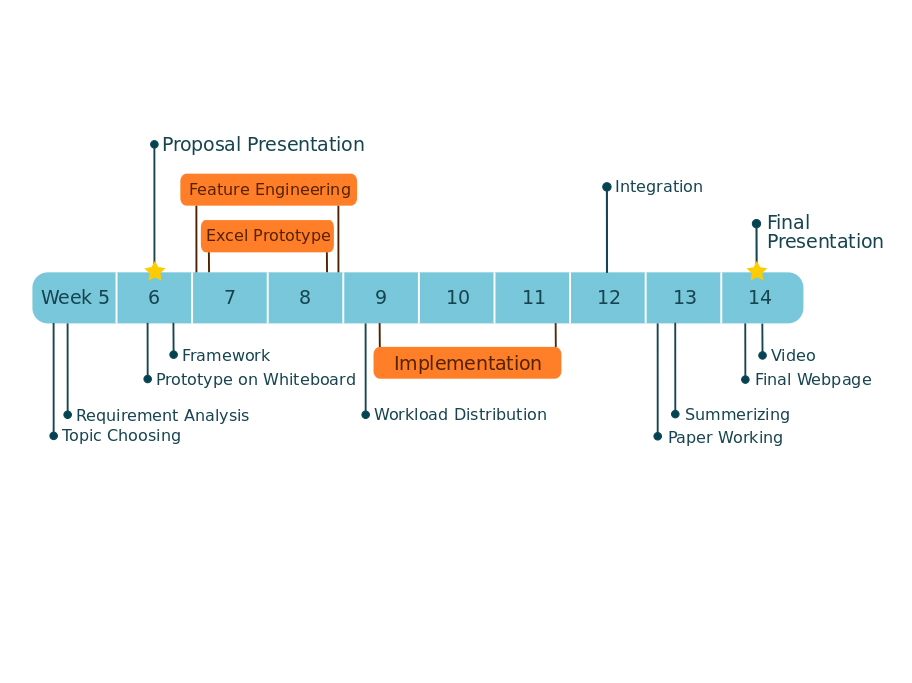 Proposal Presentation
Feature Engineering
Integration
Final
Presentation
Excel Prototype
Week 5 6 7 8 9 10 11 12 13 14
Framework
Implementation
Video
Prototype on Whiteboard
Final Webpage
Requirement Analysis
Workload Distribution
Summerizing
Topic Choosing
Paper Working